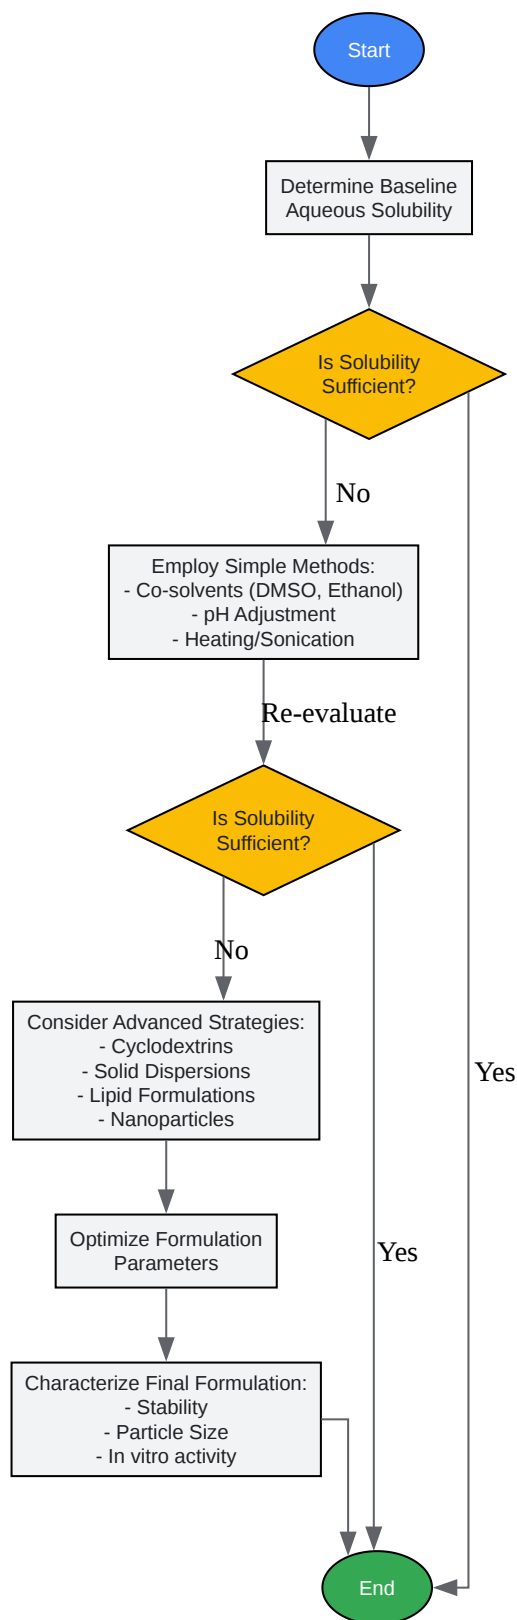 Start
Determine Baseline
Aqueous Solubility
Is Solubility
Sufficient?
No
Employ Simple Methods:
- Co-solvents (DMSO, Ethanol)
- pH Adjustment
- Heating/Sonication
Re-evaluate
Is Solubility
Sufficient?
No
Consider Advanced Strategies:
- Cyclodextrins
- Solid Dispersions
- Lipid Formulations
- Nanoparticles
Yes
Optimize Formulation
Parameters
Yes
Characterize Final Formulation:
- Stability
- Particle Size
- In vitro activity
End